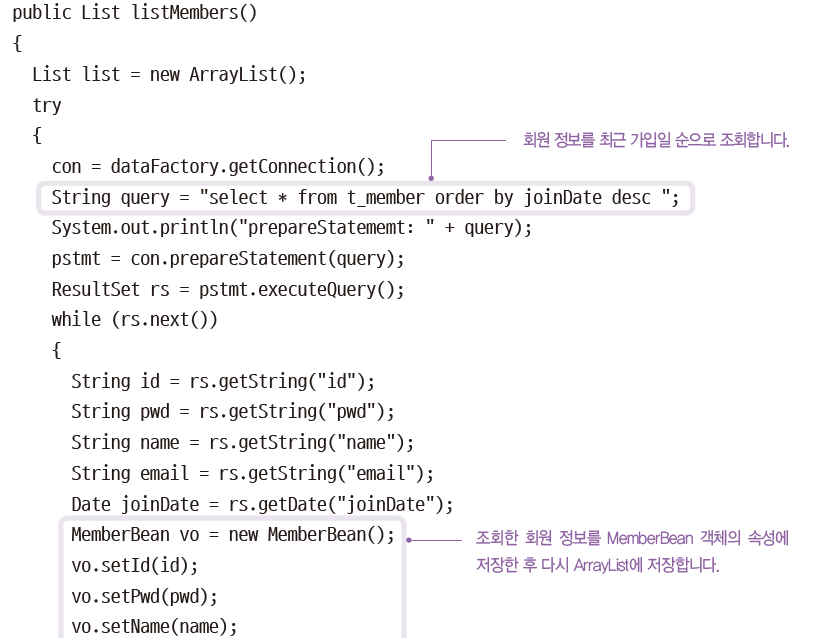 public List listMembers()
{
List list = new ArrayList();
try
{
회원 정보를 최근 가입일 순으로 조회합니다.
con = dataFactory.getConnection();
String query = "select * from t_member order by joinDate desc ";
System.out.println("prepareStatememt: " + query);
pstmt = con.prepareStatement(query);
ResultSet rs = pstmt.executeQuery();
while (rs.next())
{
String id = rs.getString("id");
String pwd = rs.getString("pwd");
String name = rs.getString("name");
String email = rs.getString("email");
Date joinDate = rs.getDate("joinDate");
MemberBean vo = new MemberBean();
조회한 회원 정보를 MemberBean 객체의 속성에
저장한 후 다시 ArrayList에 저장합니다.
vo.setId(id);
vo.setPwd(pwd);
vo.setName(name);